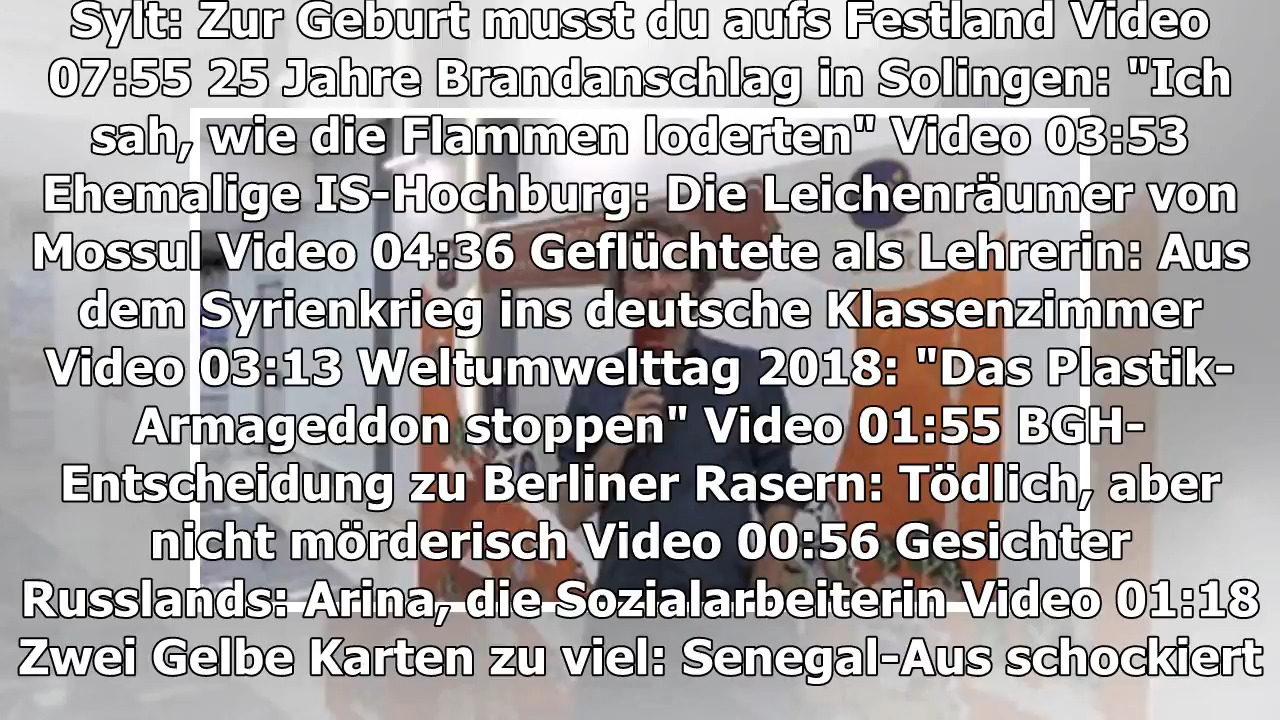 Sylt: Zur Geburt musst du aufs Festland Video
07:55 25 Jahre Brandanschlag in Solingen: "Ich
sah, wie die Flammen loderten" Video 03:53
Ehemalige IS-Hochburg: Die Leichenräumer von
Mossul Video 04:36 Geflüchtete als Lehrerin: Aus
dem Syrienkrieg ins deutsche Klassenzimmer
Video 03:13 Weltumwelttag 2018: "Das Plastik-
Armageddon stoppen" Video 01:55 BGH-
Entscheidung zu Berliner Rasern: Tödlich, aber
nicht mörderisch Video 00:56 Gesichter
Russlands: Arina, die Sozialarbeiterin Video 01:18
Zwei Gelbe Karten zu viel: Senegal-Aus schockiert